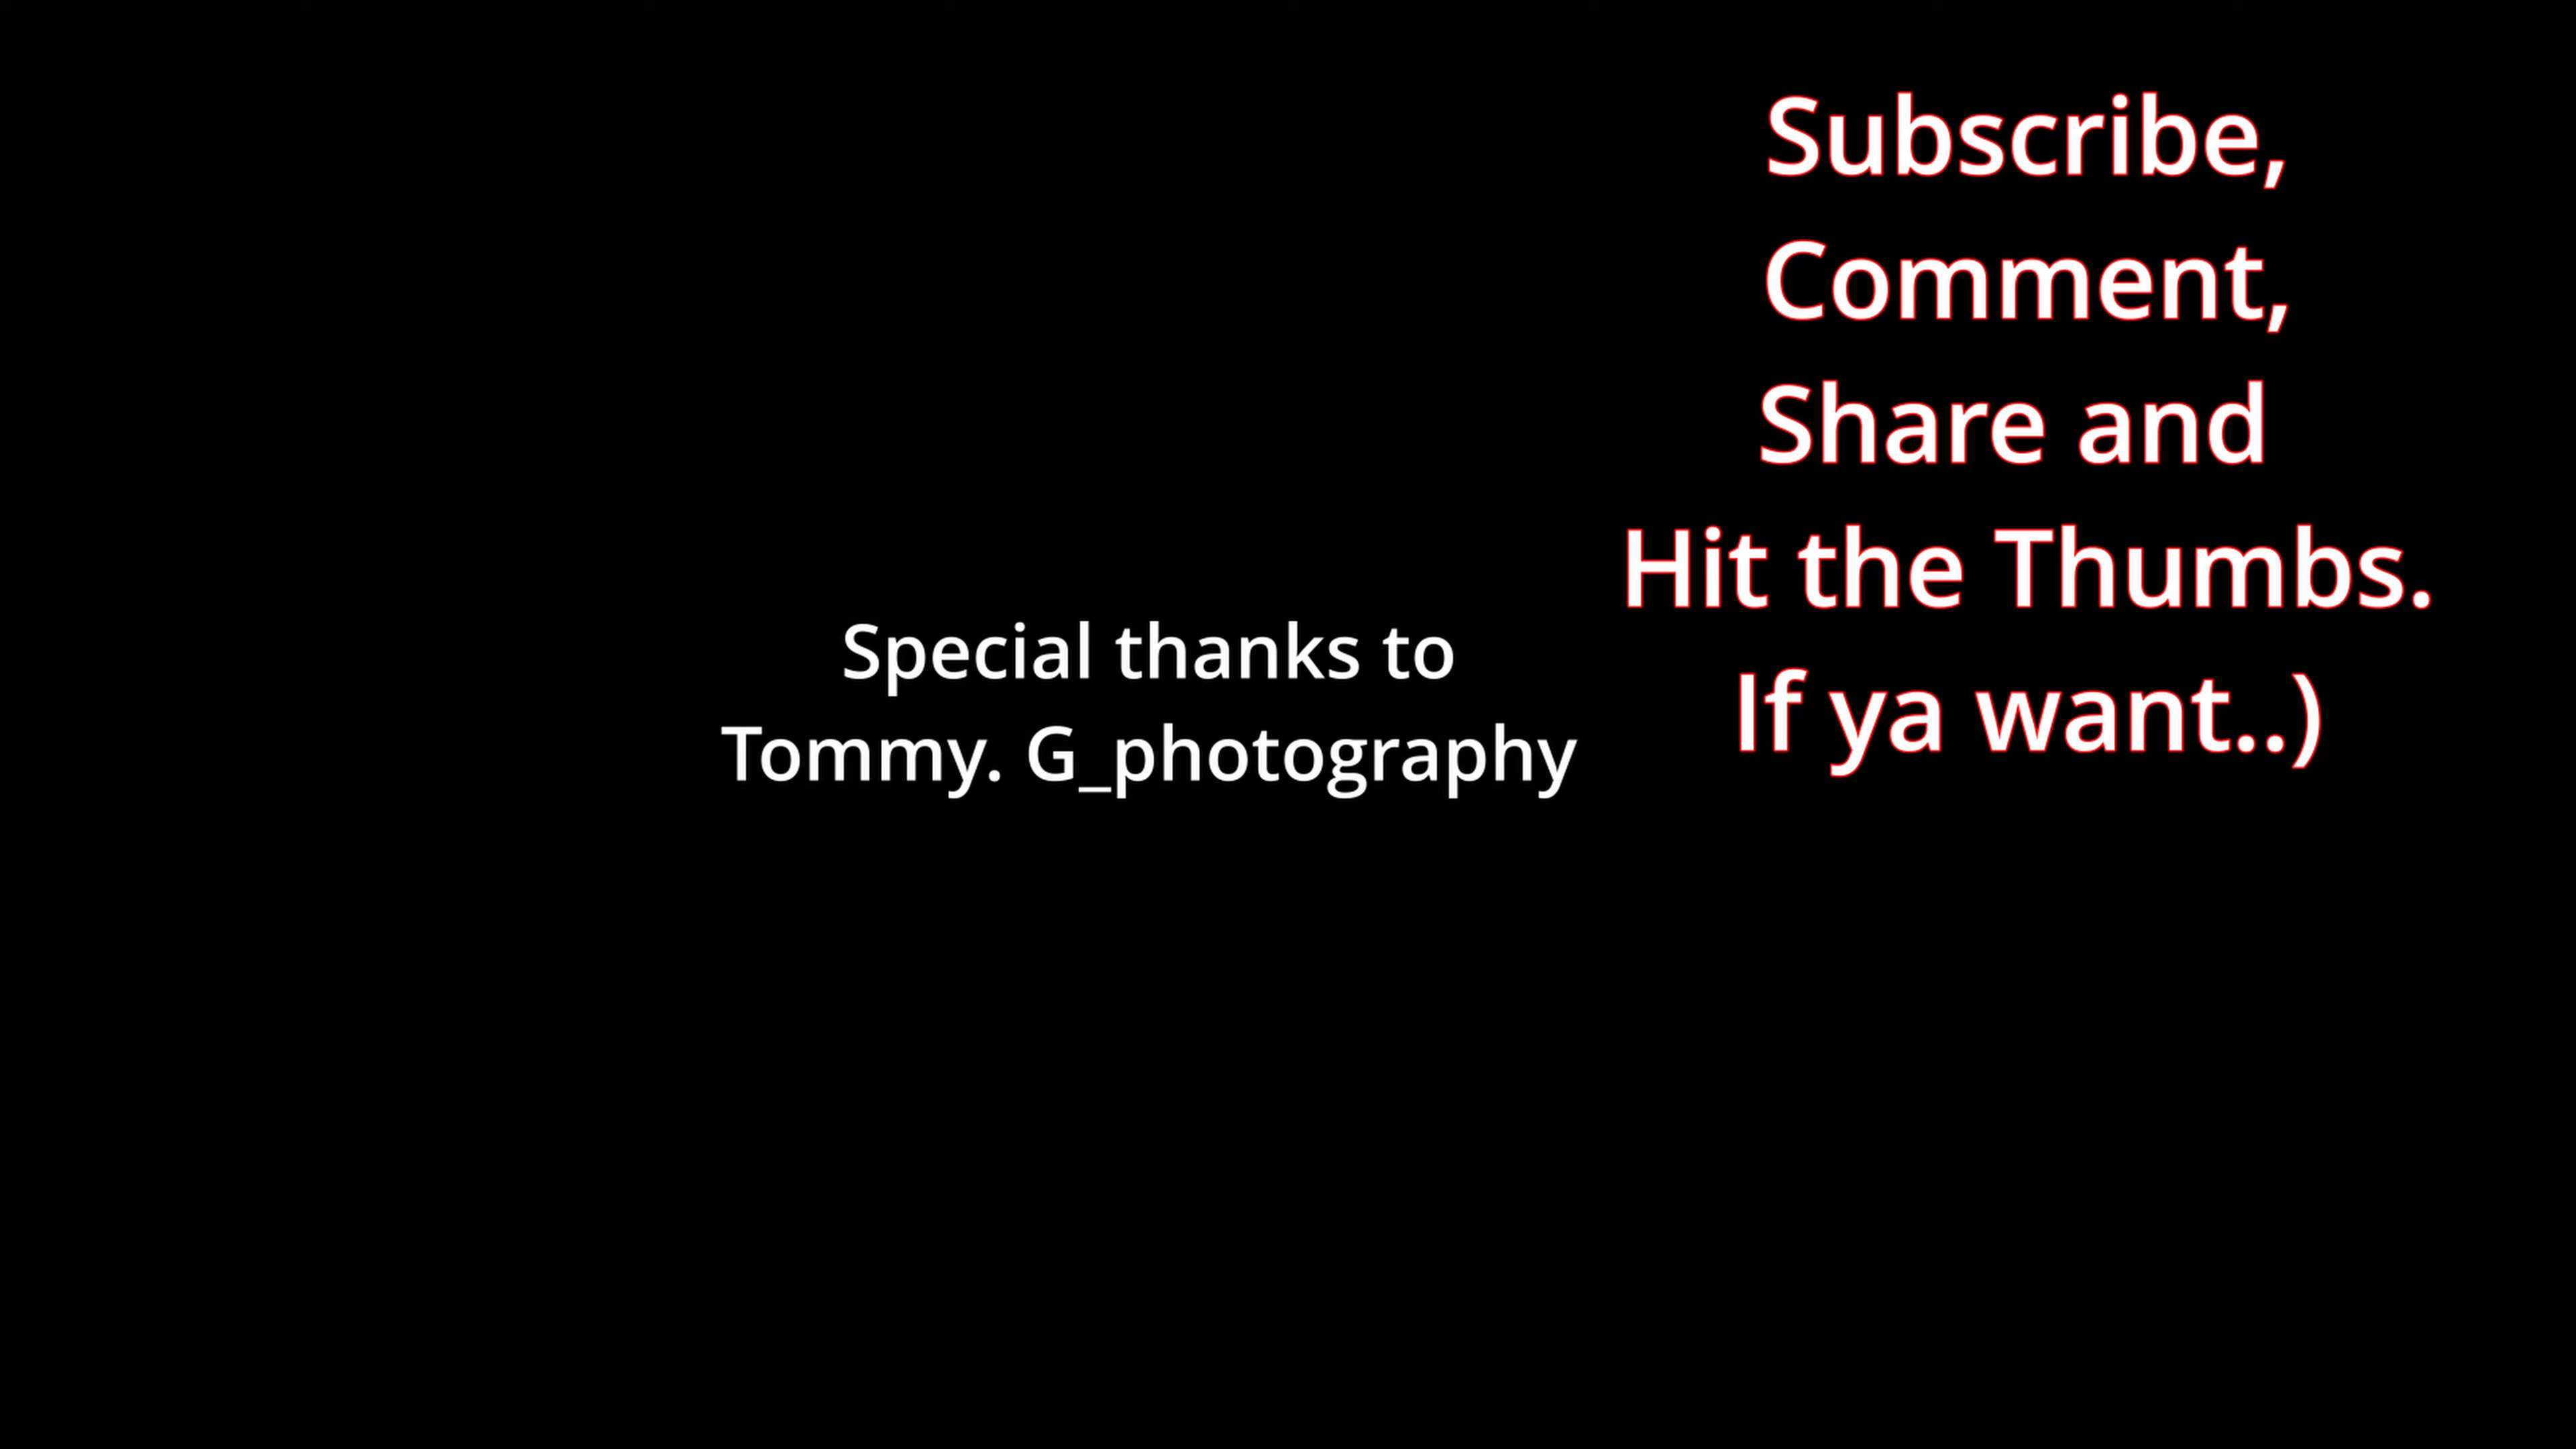 Subscribe,
Comment,
Share and
Hit the Thumbs.
If ya want..)
Special thanks to
Tommy. G_photography